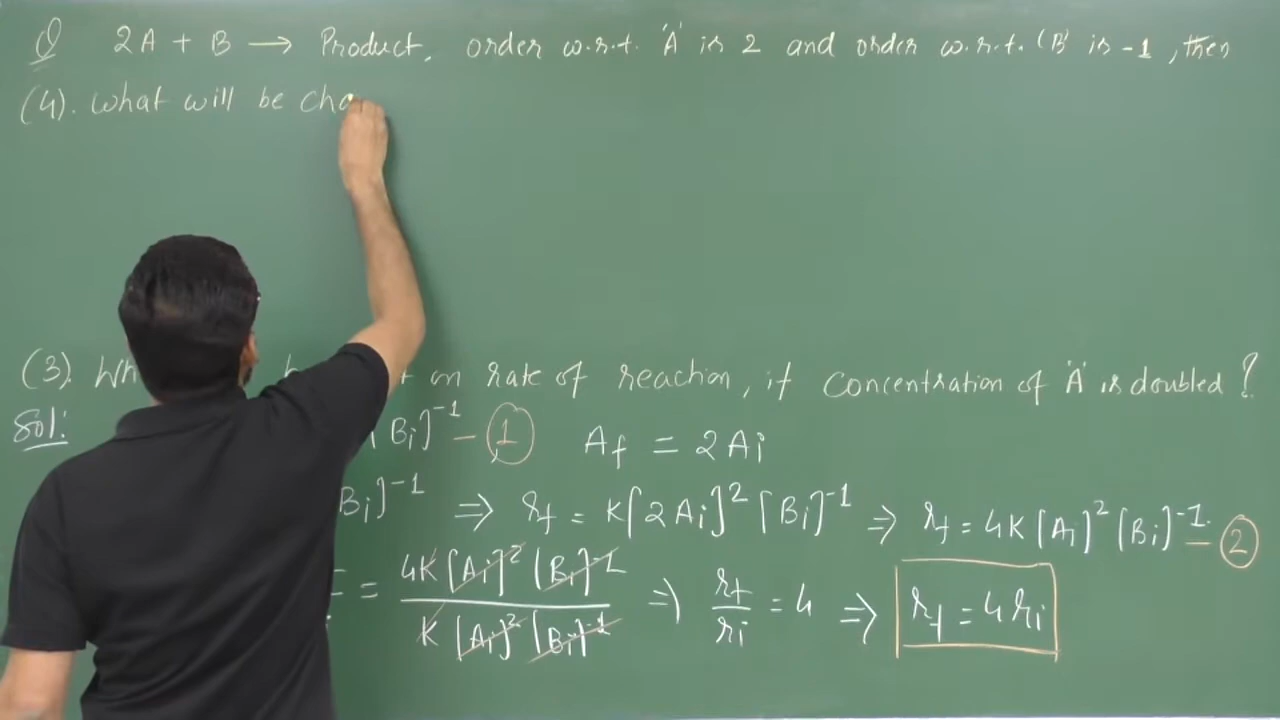 Q 2A + B → Product, order w.r.t. 'A' is 2 and order w.r.t. 'B' is -1, then
(4). What will be cha
(3). Wh on rate of reaction, if Concentration of 'A' is doubled?
Sol: [Bi]⁻¹ — ① Af = 2Ai
Bi]⁻¹ ⇒ rf = K[2Ai]² [Bi]⁻¹ ⇒ rf = 4K[Ai]² [Bi]⁻¹ — ②
= 4K[Ai]² [Bi]⁻¹ / K[Ai]² [Bi]⁻¹ ⇒ rf/ri = 4 ⇒ rf = 4ri